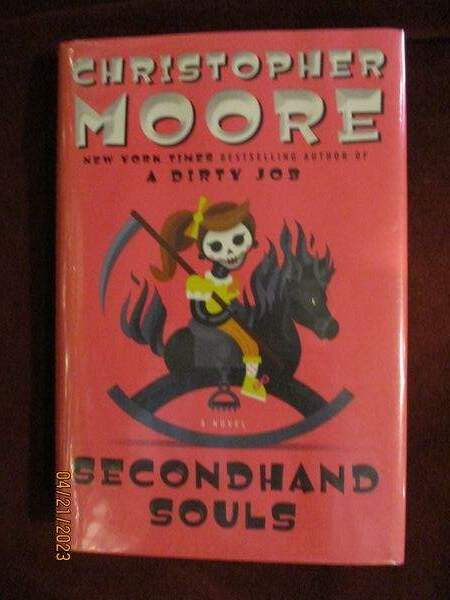 CHRISTOPHER
MOORE
NEW YORK TIMES BESTSELLING AUTHOR OF
A DIRTY JOB
A NOVEL
SECONDHAND
SOULS
04/21/2023